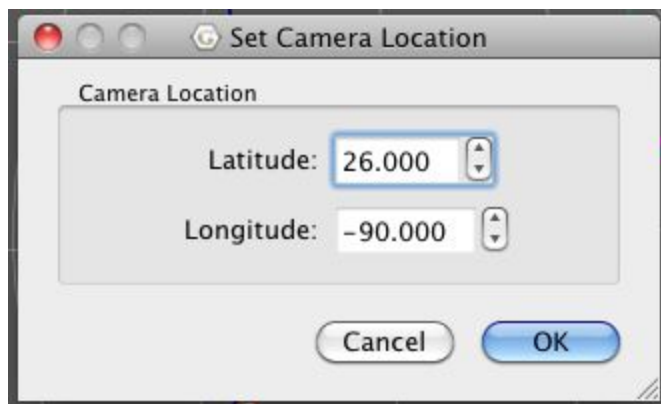 Set Camera Location
Camera Location
Latitude: 26.000
Longitude: -90.000
Cancel OK